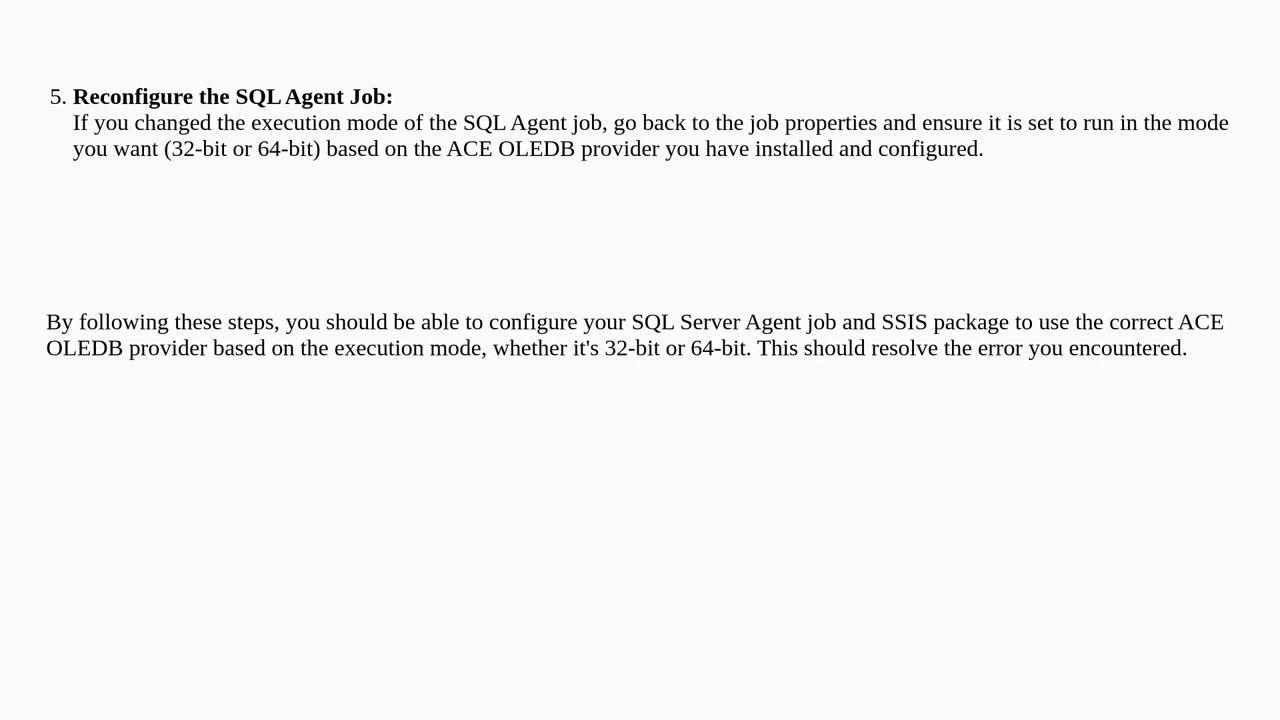 5. Reconfigure the SQL Agent Job:
If you changed the execution mode of the SQL Agent job, go back to the job properties and ensure it is set to run in the mode
you want (32-bit or 64-bit) based on the ACE OLEDB provider you have installed and configured.
By following these steps, you should be able to configure your SQL Server Agent job and SSIS package to use the correct ACE
OLEDB provider based on the execution mode, whether it's 32-bit or 64-bit. This should resolve the error you encountered.